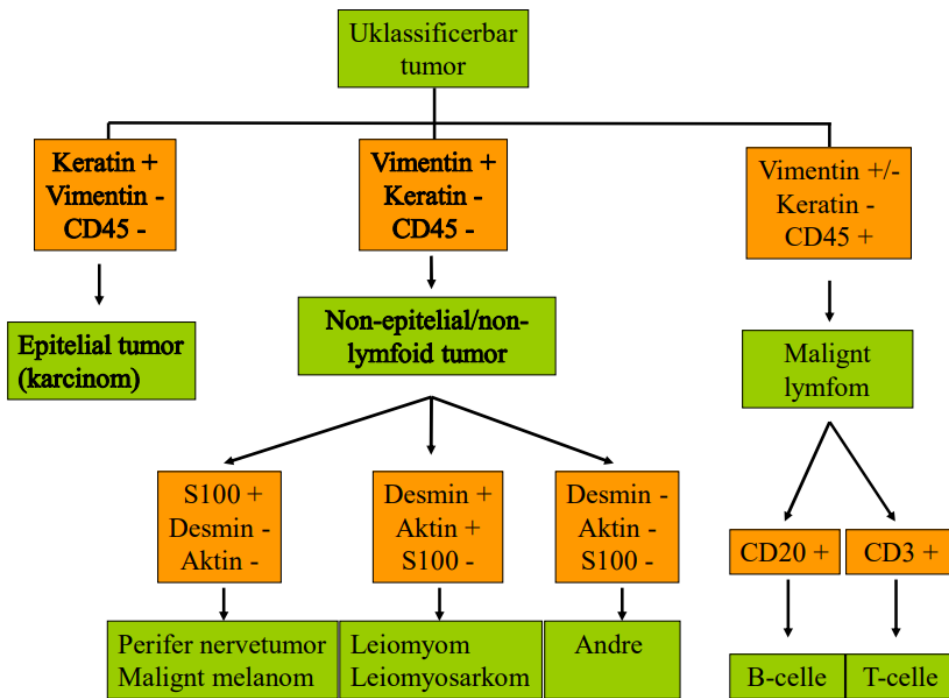 Uklassificerbar
tumor
Keratin +
Vimentin -
CD45 -
Vimentin +
Keratin -
CD45 -
Vimentin +/-
Keratin -
CD45 +
Epitelial tumor
(karcinom)
Non-epitelial/non-
lymfoid tumor
Malignt
lymfom
S100 +
Desmin -
Aktin -
Desmin +
Aktin +
S100 -
Desmin -
Aktin -
S100 -
CD20 +
CD3 +
Perifer nervetumor
Malignt melanom
Leiomyom
Leiomyosarkom
Andre
B-celle
T-celle